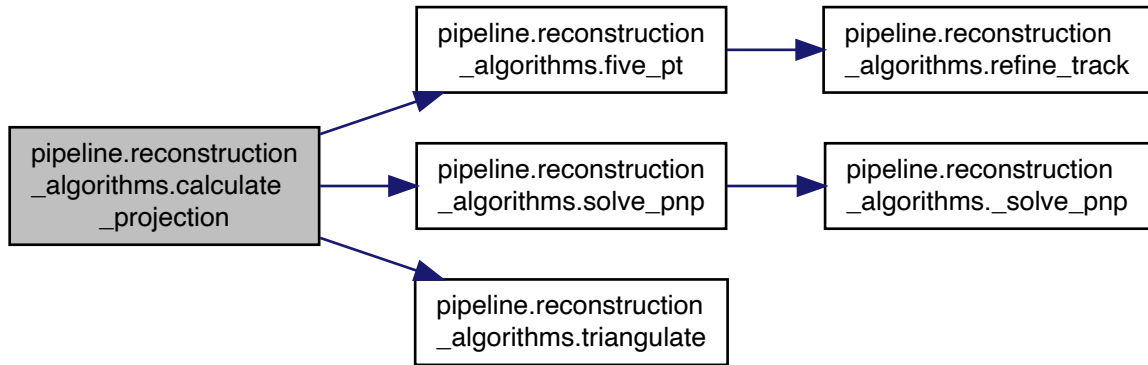 pipeline.reconstruction
_algorithms.five_pt
pipeline.reconstruction
_algorithms.refine_track
pipeline.reconstruction
_algorithms.calculate
_projection
pipeline.reconstruction
_algorithms.solve_pnp
pipeline.reconstruction
_algorithms._solve_pnp
pipeline.reconstruction
_algorithms.triangulate